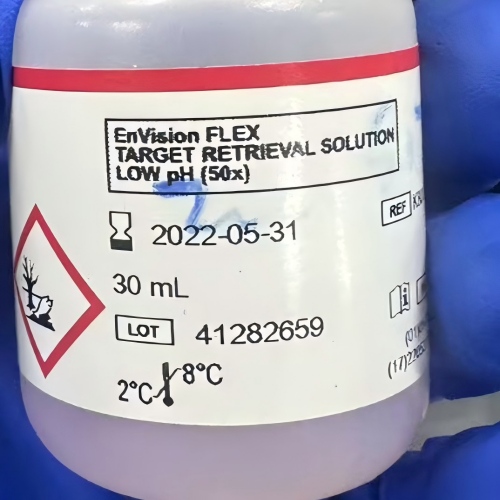 EnVision FLEX
TARGET RETRIEVAL SOLUTION
LOW pH (50x)
REF
2022-05-31
30 mL
LOT 41282659
2°C 8°C